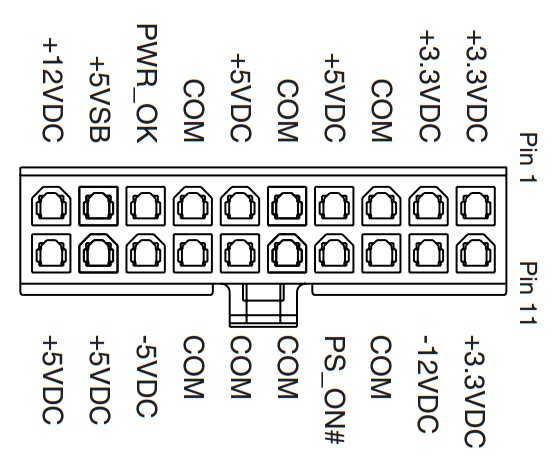 +12VDC
+5VSB
PWR_OK
COM
+5VDC
COM
+5VDC
COM
+3.3VDC
+3.3VDC
Pin 1
Pin 11
+5VDC
+5VDC
-5VDC
COM
COM
COM
PS_ON#
COM
-12VDC
+3.3VDC